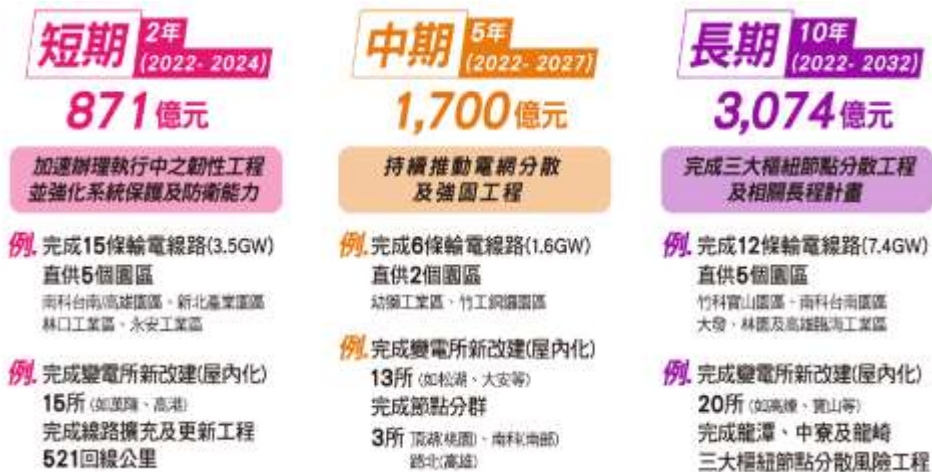 短期 2年
(2022- 2024)
871億元
加速辦理執行中之韌性工程
並強化系統保護及防衛能力
例. 完成15條輸電線路(3.5GW)
直供5個園區
南科台南/高雄園區、新北產業園區
林口工業區、永安工業區
例. 完成變電所新改建(屋內化)
15所 (如萬隆、高港)
完成線路擴充及更新工程
521回線公里
中期 5年
(2022- 2027)
1,700億元
持續推動電網分散
及強固工程
例. 完成6條輸電線路(1.6GW)
直供2個園區
幼獅工業區、竹工銅鑼園區
例. 完成變電所新改建(屋內化)
13所 (如松湖、大安等)
完成節點分群
3所 頂湖(桃園)、南科(南部)
路北(高雄)
長期 10年
(2022- 2032)
3,074億元
完成三大樞紐節點分散工程
及相關長程計畫
例. 完成12條輸電線路(7.4GW)
直供5個園區
竹科寶山園區、南科台南園區
大發、林園及高雄臨海工業區
例. 完成變電所新改建(屋內化)
20所 (如高煉、寶山等)
完成龍潭、中寮及龍崎
三大樞紐節點分散風險工程